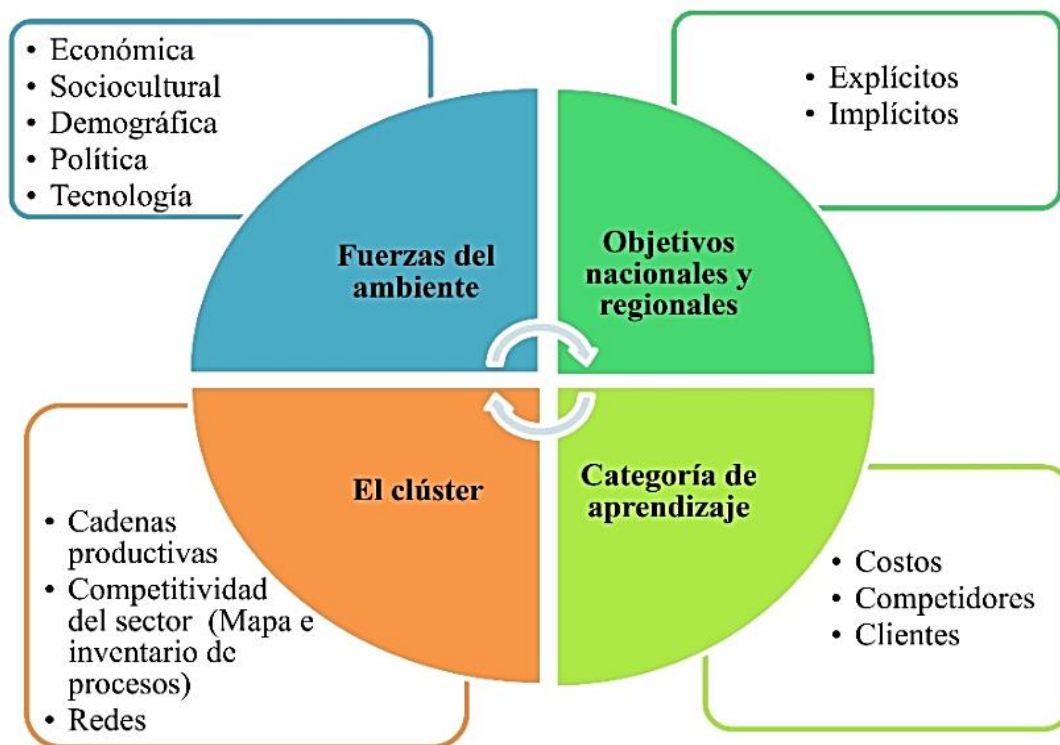 • Económica
• Sociocultural
• Demográfica
• Política
• Tecnología
• Explícitos
• Implícitos
Fuerzas del
ambiente
Objetivos
nacionales y
regionales
El clúster
Categoría de
aprendizaje
• Cadenas
productivas
• Competitividad
del sector (Mapa e
inventario de
procesos)
• Redes
• Costos
• Competidores
• Clientes